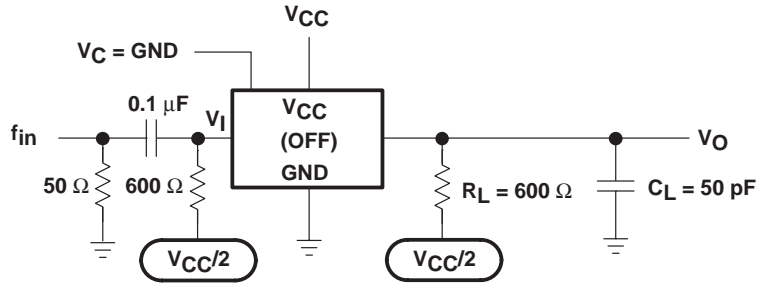 VCC
VC = GND
0.1 μF
VI
VCC
(OFF)
GND
fin
VO
50 Ω
600 Ω
RL = 600 Ω
CL = 50 pF
VCC/2
VCC/2